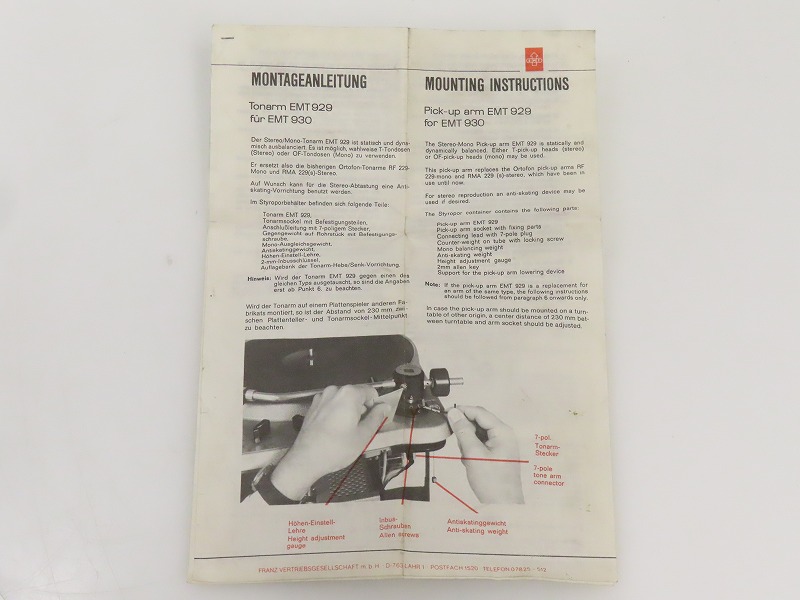 MONTAGEANLEITUNG
Tonarm EMT 929
für EMT 930
Der Stereo/Mono-Tonarm EMT 929 ist statisch und dyna-
misch ausbalanciert. Es ist möglich, wahlweise T-Tondosen
(Stereo) oder OF-Tondosen (Mono) zu verwenden.
Er ersetzt also die bisherigen Ortofon-Tonarme RF 229-
Mono und RMA 229(s)-Stereo.
Auf Wunsch kann für die Stereo-Abtastung eine Anti-
skating-Vorrichtung benutzt werden.
Im Styroporbehälter befinden sich folgende Teile:
Tonarm EMT 929,
Tonarmsockel mit Befestigungsteilen,
Anschlußleitung mit 7-poligem Stecker,
Gegengewicht auf Rohrstück mit Befestigungs-
schraube,
Mono-Ausgleichsgewicht,
Antiskatinggewicht,
Höhen-Einstell-Lehre,
2-mm-Inbusschlüssel,
Auflagebank der Tonarm-Hebe/Senk-Vorrichtung.
Hinweis: Wird der Tonarm EMT 929 gegen einen des
gleichen Type ausgetauscht, so sind die Angaben
erst ab Punkt 6. zu beachten.
Wird der Tonarm auf einem Plattenspieler anderen Fa-
brikats montiert, so ist der Abstand von 230 mm zwi-
schen Plattenteller- und Tonarmsockel-Mittelpunkt
zu beachten.
MOUNTING INSTRUCTIONS
Pick-up arm EMT 929
for EMT 930
The Stereo-Mono Pick-up arm EMT 929 is statically and
dynamically balanced. Either T-pick-up heads (stereo)
or OF-pick-up heads (mono) may be used.
This pick-up arm replaces the Ortofon pick-up arms RF
229-mono and RMA 229 (s)-stereo, which have been in
use until now.
For stereo reproduction an anti-skating device may be
used if desired.
The Styropor container contains the following parts:
Pick-up arm EMT 929
Pick-up arm socket with fixing parts
Connecting lead with 7-pole plug
Counter-weight on tube with locking screw
Mono balancing weight
Anti-skating weight
Height adjustment gauge
2mm allen key
Support for the pick-up arm lowering device
Note: If the pick-up arm EMT 929 is a replacement for
an arm of the same type, the following instructions
should be followed from paragraph 6 onwards only.
In case the pick-up arm should be mounted on a turn-
table of other origin, a center distance of 230 mm bet-
ween turntable and arm socket should be adjusted.
7-pol.
Tonarm-
Stecker
7-pole
tone arm
connector
Höhen-Einstell-
Lehre
Height adjustment
gauge
Inbus-
Schrauben
Allen screws
Antiskatinggewicht
Anti-skating weight
FRANZ VERTRIEBSGESELLSCHAFT m b H · D-763 LAHR 1 · POSTFACH 1520 · TELEFON 07825 -